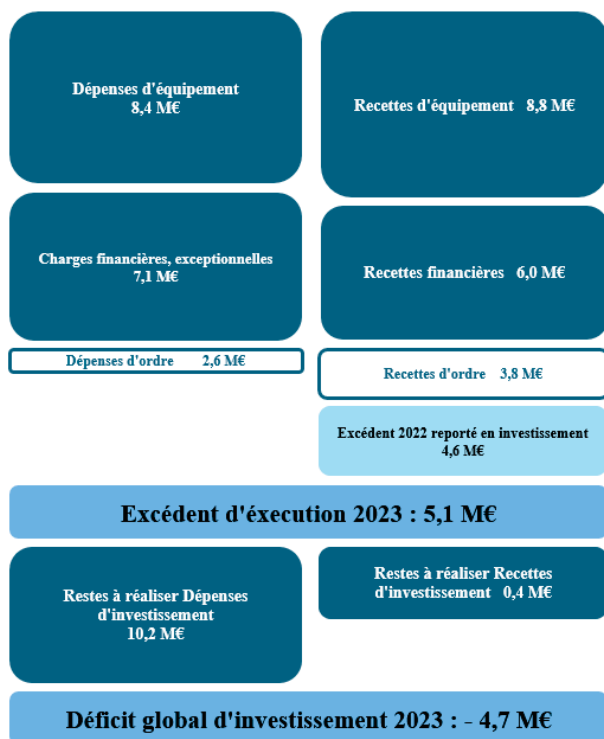 Dépenses d'équipement
8,4 M€
Recettes d'équipement 8,8 M€
Charges financières, exceptionnelles
7,1 M€
Recettes financières 6,0 M€
Dépenses d'ordre 2,6 M€
Recettes d'ordre 3,8 M€
Excédent 2022 reporté en investissement
4,6 M€
Excédent d'éxecution 2023 : 5,1 M€
Restes à réaliser Dépenses
d'investissement
10,2 M€
Restes à réaliser Recettes
d'investissement 0,4 M€
Déficit global d'investissement 2023 : - 4,7 M€